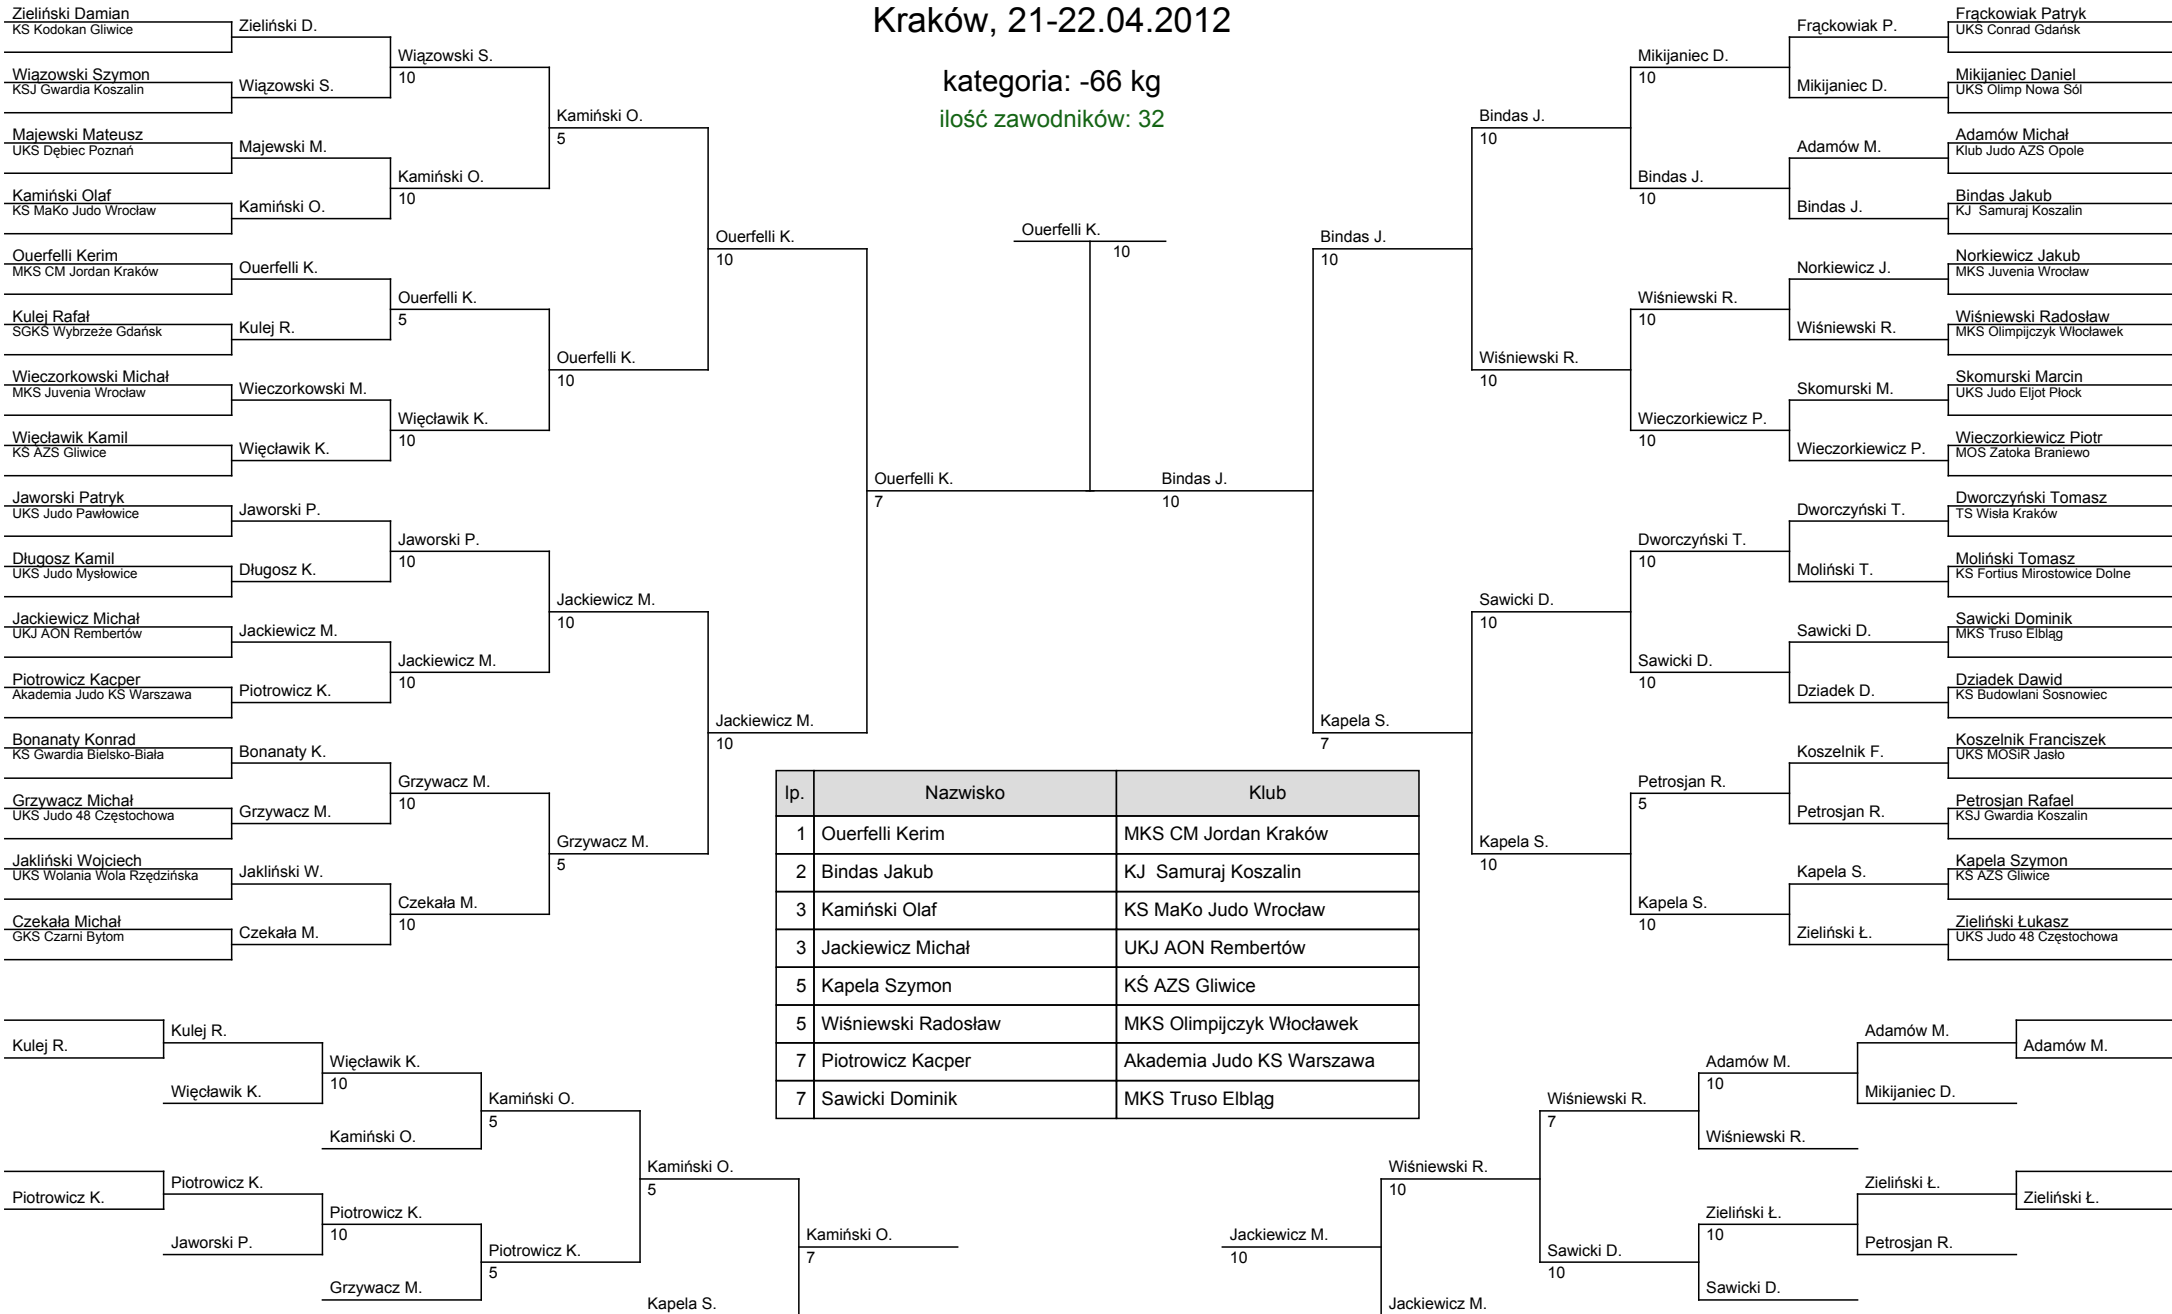 Kraków, 21-22.04.2012
kategoria: -66 kg
ilość zawodników: 32
Zieliński Damian
KS Kodokan Gliwice
Wiązowski Szymon
KSJ Gwardia Koszalin
Majewski Mateusz
UKS Dębiec Poznań
Kamiński Olaf
KS MaKo Judo Wrocław
Ouerfelli Kerim
MKS CM Jordan Kraków
Kulej Rafał
SGKS Wybrzeże Gdańsk
Wieczorkowski Michał
MKS Juvenia Wrocław
Więcławik Kamil
KŚ AZS Gliwice
Jaworski Patryk
UKS Judo Pawłowice
Długosz Kamil
UKS Judo Mysłowice
Jackiewicz Michał
UKJ AON Rembertów
Piotrowicz Kacper
Akademia Judo KS Warszawa
Bonanaty Konrad
KS Gwardia Bielsko-Biała
Grzywacz Michał
UKS Judo 48 Częstochowa
Jakliński Wojciech
UKS Wolania Wola Rzędzińska
Czekała Michał
GKS Czarni Bytom
Zieliński D.
Wiązowski S.
Majewski M.
Kamiński O.
Ouerfelli K.
Kulej R.
Wieczorkowski M.
Więcławik K.
Jaworski P.
Długosz K.
Jackiewicz M.
Piotrowicz K.
Bonanaty K.
Grzywacz M.
Jakliński W.
Czekała M.
Wiązowski S.
10
Kamiński O.
10
Ouerfelli K.
5
Więcławik K.
10
Jaworski P.
10
Jackiewicz M.
10
Grzywacz M.
10
Czekała M.
10
Kamiński O.
5
Ouerfelli K.
10
Jackiewicz M.
10
Grzywacz M.
5
Ouerfelli K.
10
Jackiewicz M.
10
Ouerfelli K.
7
Ouerfelli K.
10
Bindas J.
10
Bindas J.
10
Kapela S.
7
Bindas J.
10
Wiśniewski R.
10
Sawicki D.
10
Kapela S.
10
Mikijaniec D.
10
Bindas J.
10
Wiśniewski R.
10
Wieczorkiewicz P.
10
Dworczyński T.
10
Sawicki D.
10
Petrosjan R.
5
Kapela S.
10
Frąckowiak P.
Mikijaniec D.
Adamów M.
Bindas J.
Norkiewicz J.
Wiśniewski R.
Skomurski M.
Wieczorkiewicz P.
Dworczyński T.
Moliński T.
Sawicki D.
Dziadek D.
Koszelnik F.
Petrosjan R.
Kapela S.
Zieliński Ł.
Frąckowiak Patryk
UKS Conrad Gdańsk
Mikijaniec Daniel
UKS Olimp Nowa Sól
Adamów Michał
Klub Judo AZS Opole
Bindas Jakub
KJ  Samuraj Koszalin
Norkiewicz Jakub
MKS Juvenia Wrocław
Wiśniewski Radosław
MKS Olimpijczyk Włocławek
Skomurski Marcin
UKS Judo Eljot Płock
Wieczorkiewicz Piotr
MOS Zatoka Braniewo
Dworczyński Tomasz
TS Wisła Kraków
Moliński Tomasz
KS Fortius Mirostowice Dolne
Sawicki Dominik
MKS Truso Elbląg
Dziadek Dawid
KS Budowlani Sosnowiec
Koszelnik Franciszek
UKS MOSiR Jasło
Petrosjan Rafael
KSJ Gwardia Koszalin
Kapela Szymon
KŚ AZS Gliwice
Zieliński Łukasz
UKS Judo 48 Częstochowa
lp. Nazwisko Klub
1 Ouerfelli Kerim MKS CM Jordan Kraków
2 Bindas Jakub KJ  Samuraj Koszalin
3 Kamiński Olaf KS MaKo Judo Wrocław
3 Jackiewicz Michał UKJ AON Rembertów
5 Kapela Szymon KŚ AZS Gliwice
5 Wiśniewski Radosław MKS Olimpijczyk Włocławek
7 Piotrowicz Kacper Akademia Judo KS Warszawa
7 Sawicki Dominik MKS Truso Elbląg
Kulej R.
Piotrowicz K.
Kulej R.
Więcławik K.
Piotrowicz K.
Jaworski P.
Więcławik K.
10
Kamiński O.
Piotrowicz K.
10
Grzywacz M.
Kamiński O.
5
Piotrowicz K.
5
Kamiński O.
5
Kapela S.
Kamiński O.
7
Jackiewicz M.
10
Wiśniewski R.
10
Jackiewicz M.
Wiśniewski R.
7
Sawicki D.
10
Adamów M.
10
Wiśniewski R.
Zieliński Ł.
10
Sawicki D.
Adamów M.
Mikijaniec D.
Zieliński Ł.
Petrosjan R.
Adamów M.
Zieliński Ł.